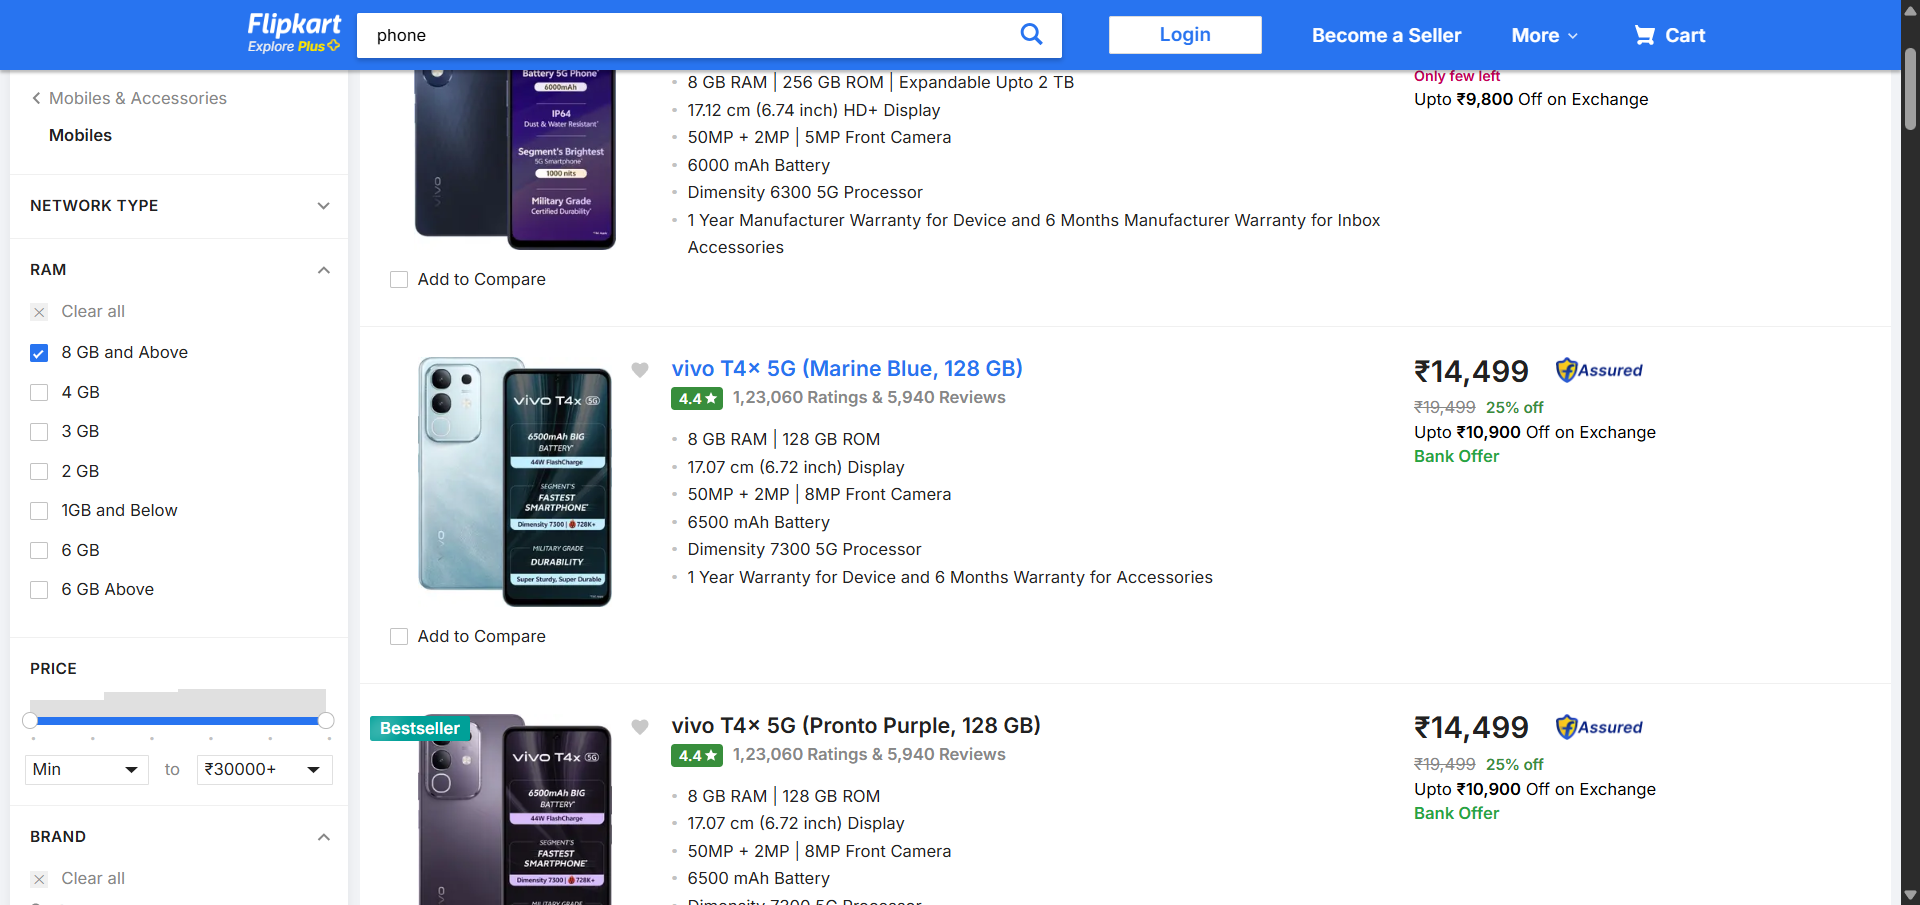 Flipkart
Explore Plus
phone
Login
Become a Seller
More
Cart
Mobiles & Accessories
Mobiles
NETWORK TYPE
RAM
Clear all
8 GB and Above
4 GB
3 GB
2 GB
1GB and Below
6 GB
6 GB Above
PRICE
Min
to
₹30000+
BRAND
Clear all
Battery 5G Phone*
6000mAh
IP64
Dust & Water Resistant*
Segment's Brightest
5G Smartphone*
1000 nits
Military Grade
Certified Durability*
vivo
8 GB RAM | 256 GB ROM | Expandable Upto 2 TB
17.12 cm (6.74 inch) HD+ Display
50MP + 2MP | 5MP Front Camera
6000 mAh Battery
Dimensity 6300 5G Processor
1 Year Manufacturer Warranty for Device and 6 Months Manufacturer Warranty for Inbox
Accessories
Only few left
Upto ₹9,800 Off on Exchange
Add to Compare
vivo T4x 5G
6500mAh BIG
BATTERY*
44W FlashCharge
SEGMENT'S
FASTEST
SMARTPHONE*
Dimensity 7300 | 728K+
MILITARY GRADE
DURABILITY
Super Sturdy, Super Durable
vivo
vivo T4x 5G (Marine Blue, 128 GB)
4.4★ 1,23,060 Ratings & 5,940 Reviews
8 GB RAM | 128 GB ROM
17.07 cm (6.72 inch) Display
50MP + 2MP | 8MP Front Camera
6500 mAh Battery
Dimensity 7300 5G Processor
1 Year Warranty for Device and 6 Months Warranty for Accessories
₹14,499 Assured
₹19,499 25% off
Upto ₹10,900 Off on Exchange
Bank Offer
Add to Compare
Bestseller
vivo T4x 5G
6500mAh BIG
BATTERY*
44W FlashCharge
SEGMENT'S
FASTEST
SMARTPHONE*
Dimensity 7300 | 728K+
MILITARY GRADE
vivo
vivo T4x 5G (Pronto Purple, 128 GB)
4.4★ 1,23,060 Ratings & 5,940 Reviews
8 GB RAM | 128 GB ROM
17.07 cm (6.72 inch) Display
50MP + 2MP | 8MP Front Camera
6500 mAh Battery
Dimensity 7300 5G Processor
₹14,499 Assured
₹19,499 25% off
Upto ₹10,900 Off on Exchange
Bank Offer